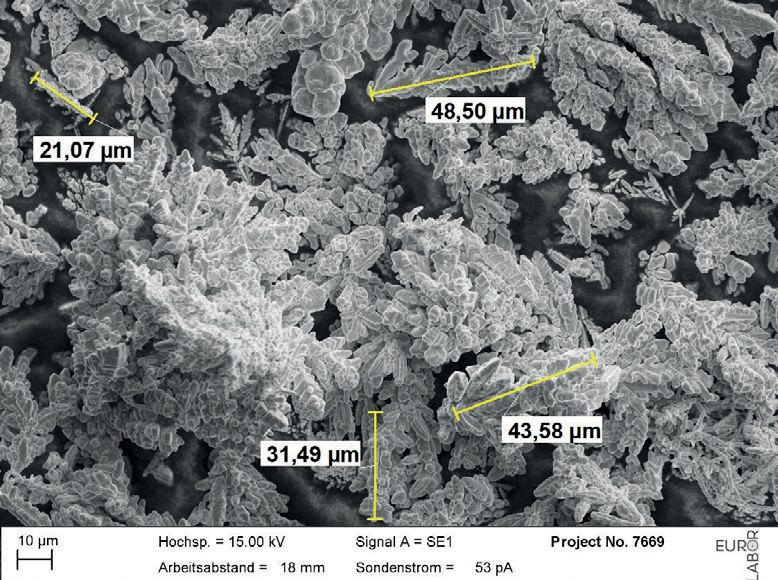 48,50 µm
21,07 µm
43,58 µm
31,49 µm
10 µm
Hochsp. = 15.00 kV
Signal A = SE1
Project No. 7669
Arbeitsabstand = 18 mm
Sondenstrom = 53 pA
EUROLABOR